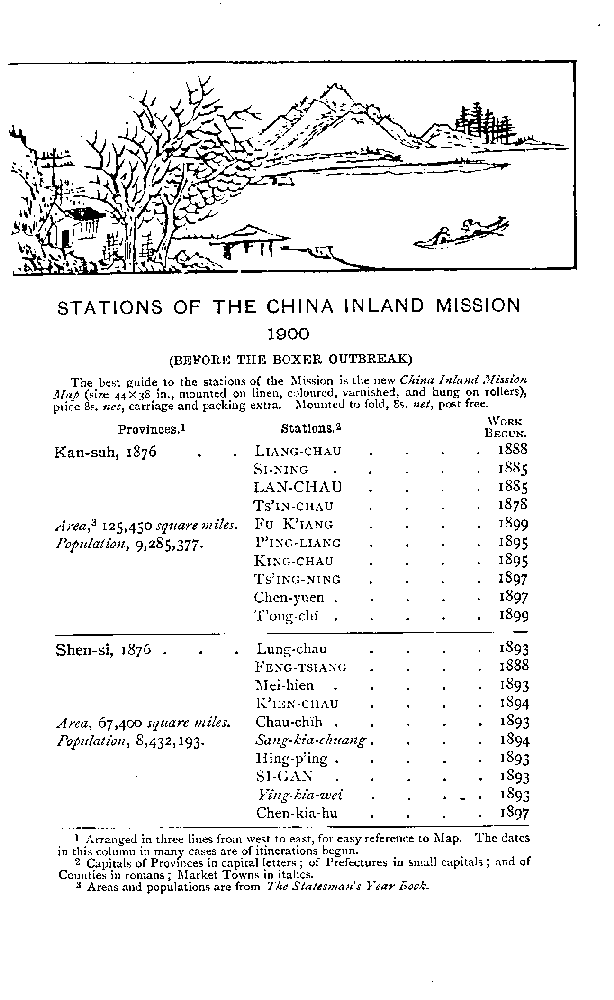 STATIONS OF THE CHINA INLAND MISSION
1900
(BEFORE THE BOXER OUTBREAK)
The best guide to the stations of the Mission is the new China Inland Mission
Map (size 44×38 in., mounted on linen, coloured, varnished, and hung on rollers),
price 8s. net, carriage and packing extra. Mounted to fold, 8s. net, post free.
Provinces.¹ Stations.² WORK BEGUN.
Kan-suh, 1876 . . LIANG-CHAU . . . . 1888
SI-NING . . . . . 1885
LAN-CHAU . . . . 1885
TS'IN-CHAU . . . . 1878
Area,³ 125,450 square miles. FU K'IANG . . . . 1899
Population, 9,285,377. P'ING-LIANG . . . . 1895
KING-CHAU . . . . 1895
TS'ING-NING . . . . 1897
Chen-yuen . . . . . 1897
T'ong-chï . . . . . 1899
Shen-si, 1876 . . . Lung-chau . . . . 1893
FENG-TSIANG . . . . 1888
Mei-hien . . . . . 1893
K'IEN-CHAU . . . . 1894
Area, 67,400 square miles. Chau-chïh . . . . . 1893
Population, 8,432,193. Sang-kia-chuang . . . . 1894
Hing-p'ing . . . . . 1893
SI-GAN . . . . . 1893
Ying-kia-wei . . . . 1893
Chen-kia-hu . . . . 1897
¹ Arranged in three lines from west to east, for easy reference to Map. The dates
in this column in many cases are of itinerations begun.
² Capitals of Provinces in capital letters; of Prefectures in small capitals; and of
Counties in romans; Market Towns in italics.
³ Areas and populations are from The Statesman's Year Book.